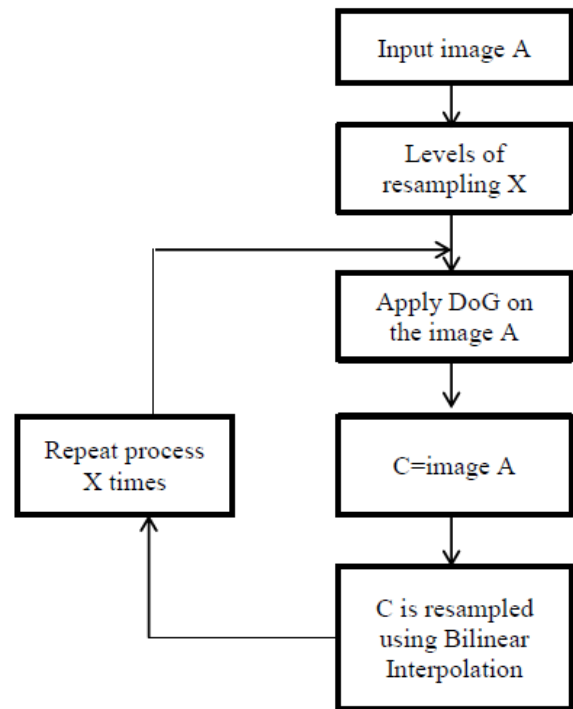 Input image A
Levels of
resampling X
Apply DoG on
the image A
C=image A
Repeat process
X times
C is resampled
using Bilinear
Interpolation